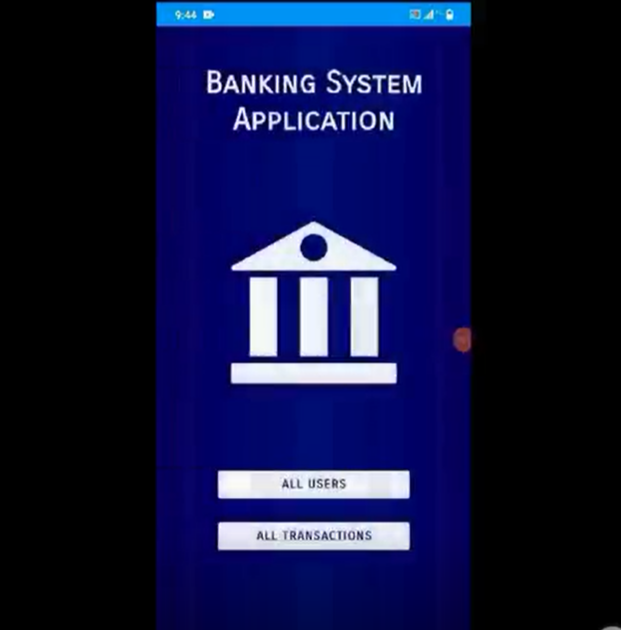 9:44
BANKING SYSTEM
APPLICATION
ALL USERS
ALL TRANSACTIONS